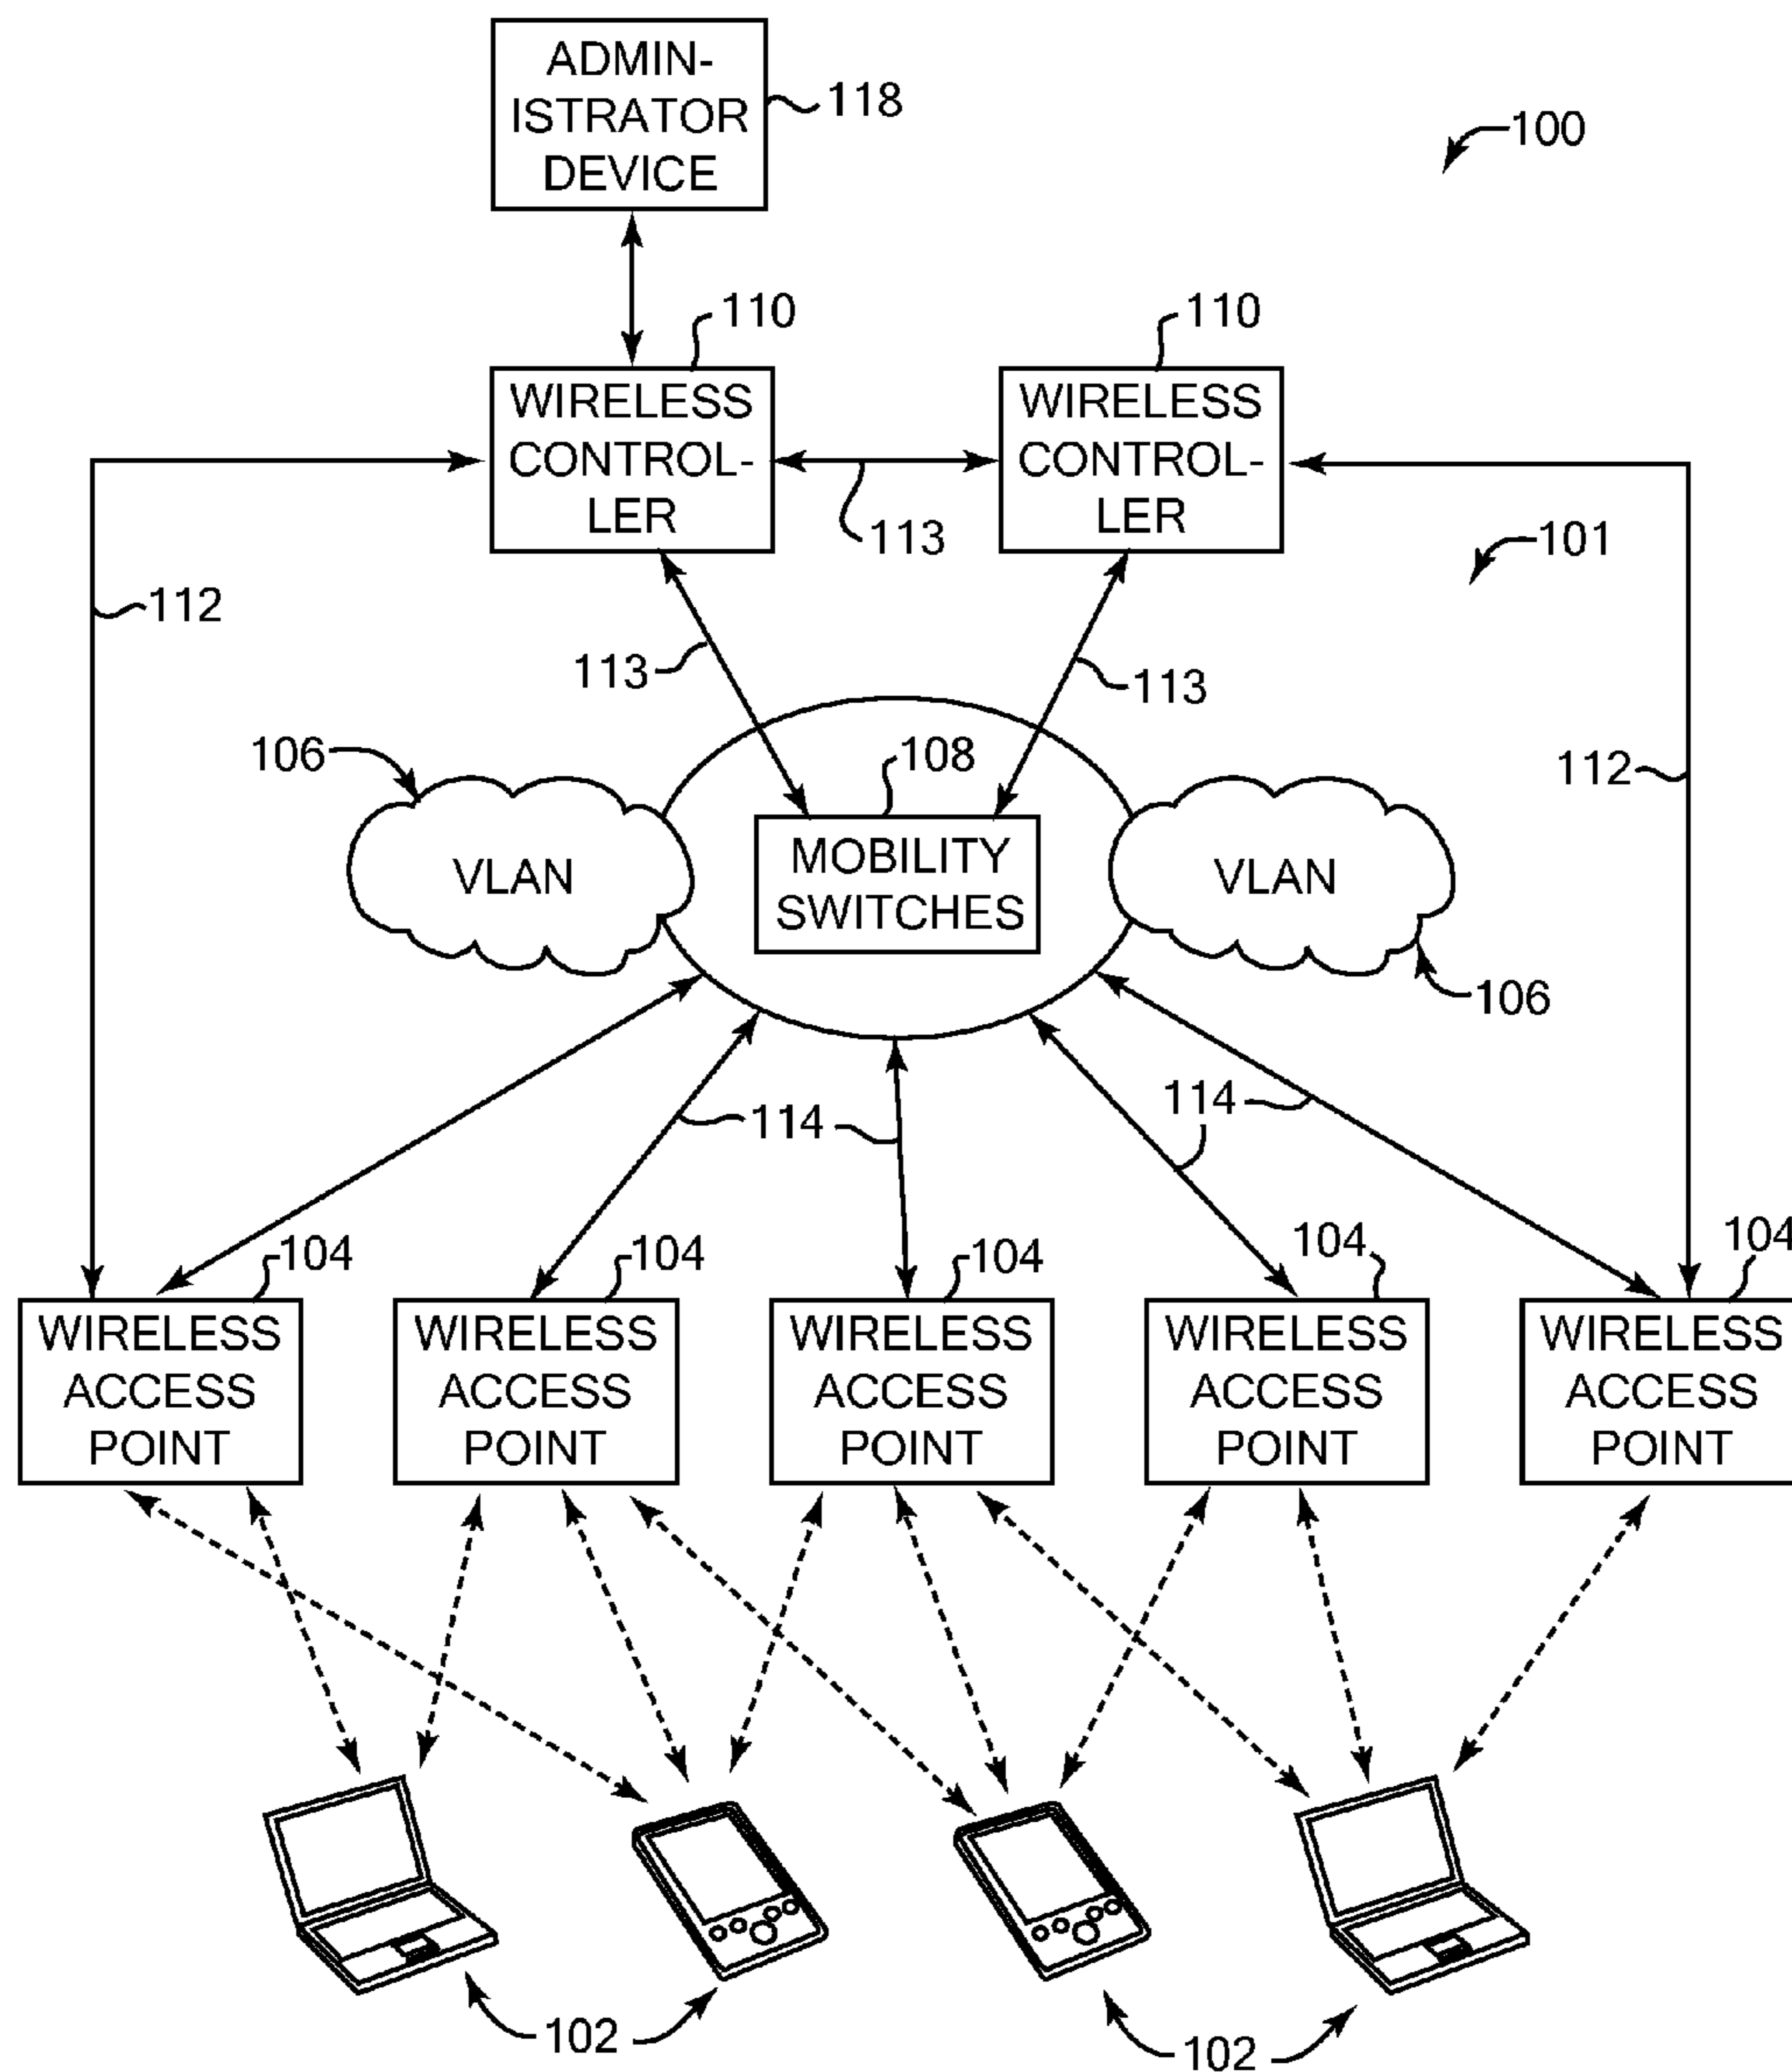 ADMIN-
ISTRATOR
DEVICE
118
100
110
110
WIRELESS
CONTROL-
LER
WIRELESS
CONTROL-
LER
113
101
112
113
113
106
108
112
VLAN
MOBILITY
SWITCHES
VLAN
106
114
114
104
104
104
104
104
WIRELESS
ACCESS
POINT
WIRELESS
ACCESS
POINT
WIRELESS
ACCESS
POINT
WIRELESS
ACCESS
POINT
WIRELESS
ACCESS
POINT
102
102